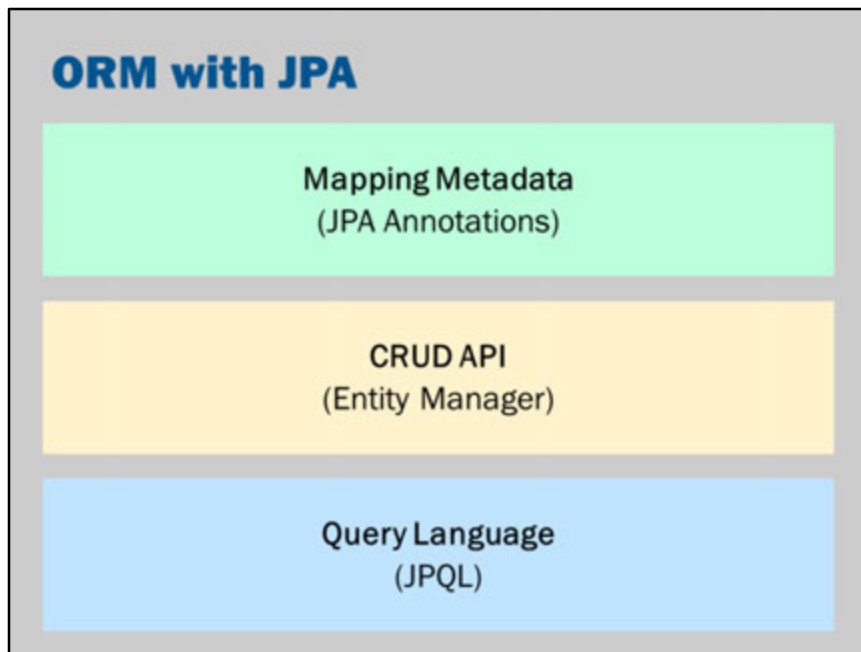 ORM with JPA
Mapping Metadata
(JPA Annotations)
CRUD API
(Entity Manager)
Query Language
(JPQL)